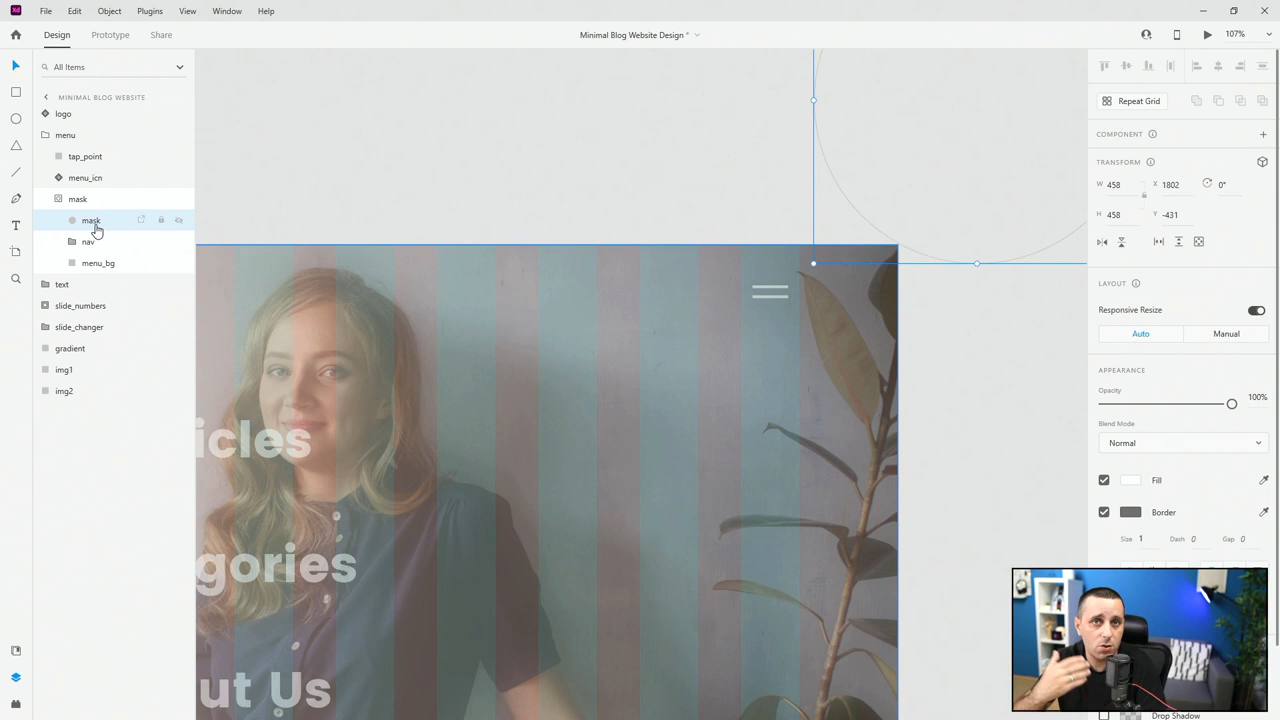 Xd File Edit Object Plugins View Window Help
Design Prototype Share Minimal Blog Website Design * 107%
All Items
MINIMAL BLOG WEBSITE
logo
menu
tap_point
menu_icn
mask
mask
nav
menu_bg
text
slide_numbers
slide_changer
gradient
img1
img2
icles
gories
ut Us
Repeat Grid
COMPONENT
TRANSFORM
W 458 X 1802 0°
H 458 Y -431
LAYOUT
Responsive Resize
Auto Manual
APPEARANCE
Opacity
100%
Blend Mode
Normal
Fill
Border
Size 1 Dash 0 Gap 0
Drop Shadow